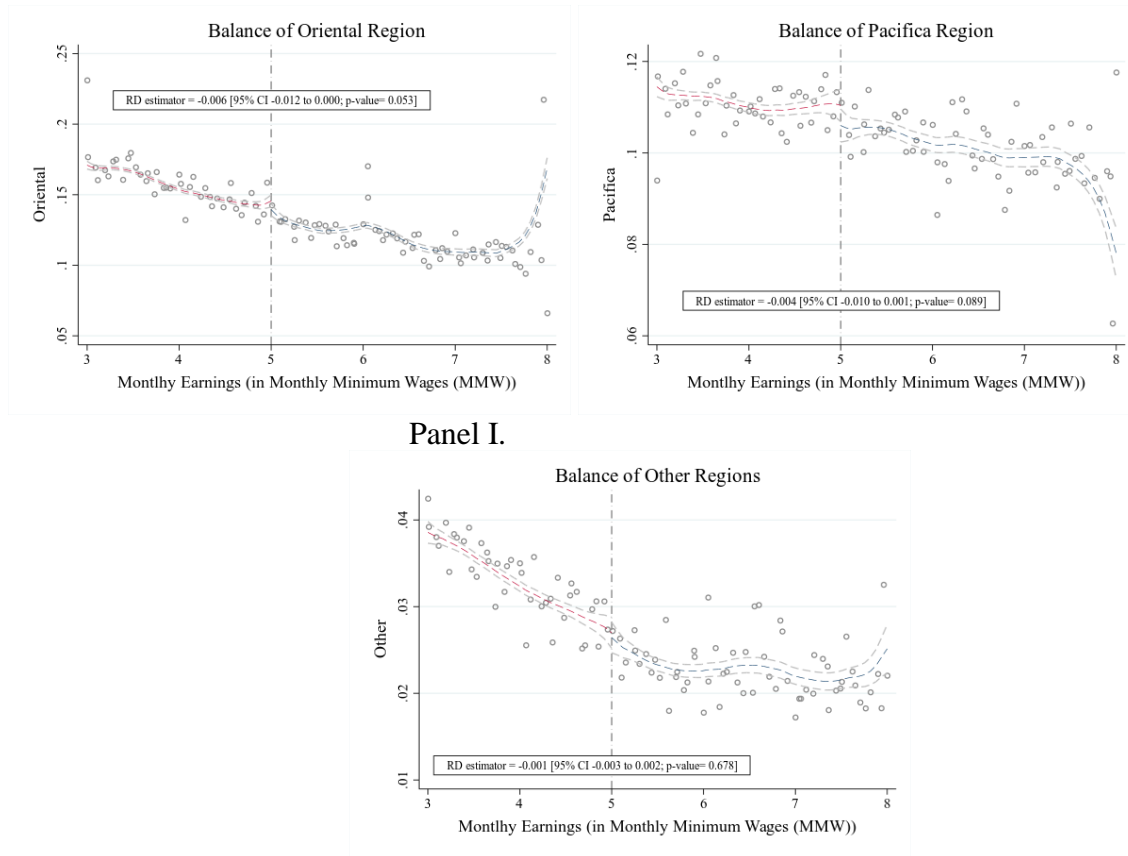 Balance of Oriental Region
.25
.2
.15
.1
.05
Oriental
RD estimator = -0.006 [95% CI -0.012 to 0.000; p-value= 0.053]
3 4 5 6 7 8
Montlhy Earnings (in Monthly Minimum Wages (MMW))
Balance of Pacifica Region
.12
.1
.08
.06
Pacifica
RD estimator = -0.004 [95% CI -0.010 to 0.001; p-value= 0.089]
3 4 5 6 7 8
Montlhy Earnings (in Monthly Minimum Wages (MMW))
Panel I.
Balance of Other Regions
.04
.03
.02
.01
Other
RD estimator = -0.001 [95% CI -0.003 to 0.002; p-value= 0.678]
3 4 5 6 7 8
Montlhy Earnings (in Monthly Minimum Wages (MMW))